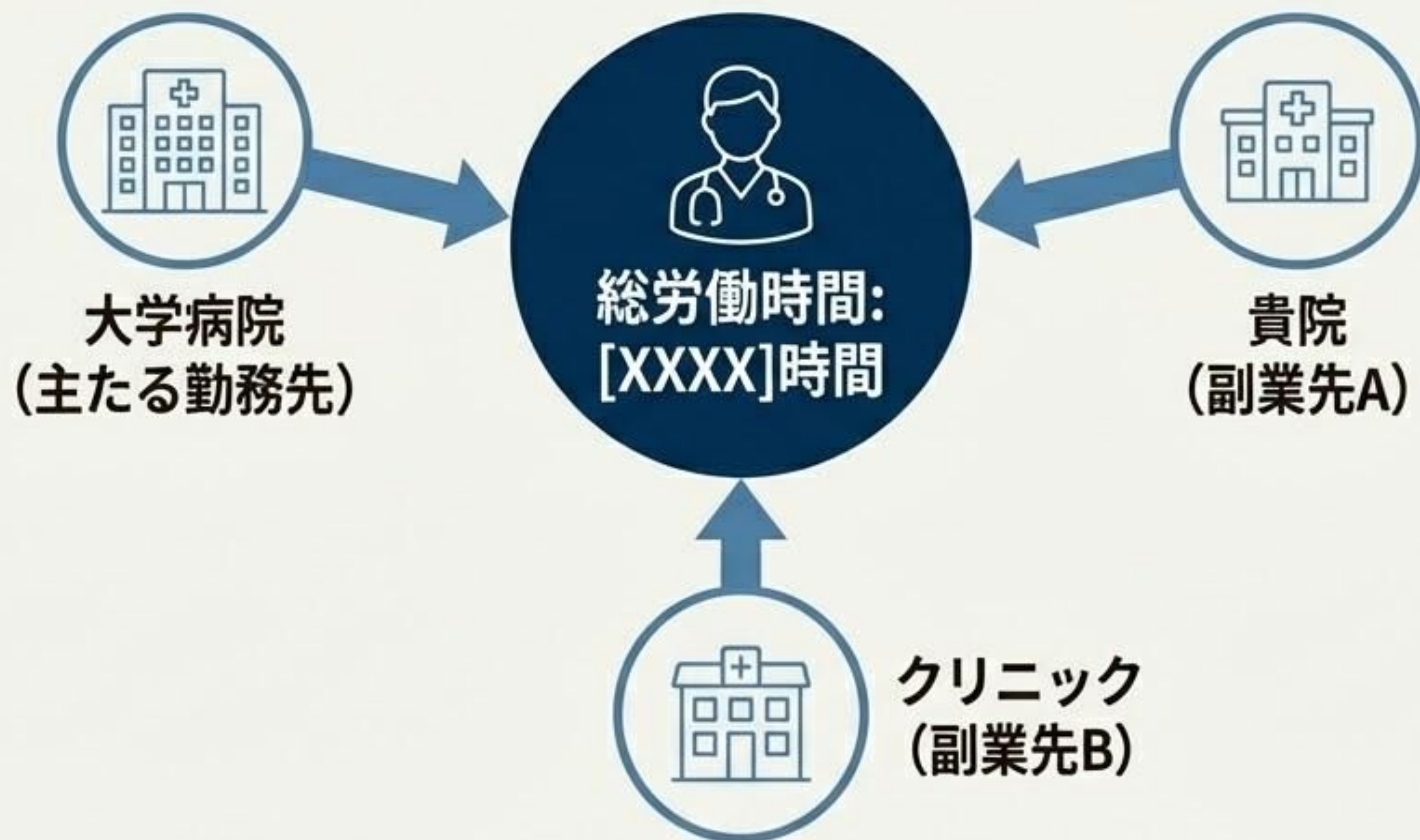 総労働時間:
[XXXX]時間
大学病院
（主たる勤務先）
貴院
（副業先A）
クリニック
（副業先B）